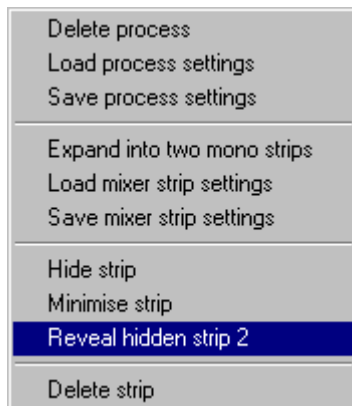 Delete process
Load process settings
Save process settings
Expand into two mono strips
Load mixer strip settings
Save mixer strip settings
Hide strip
Minimise strip
Reveal hidden strip 2
Delete strip